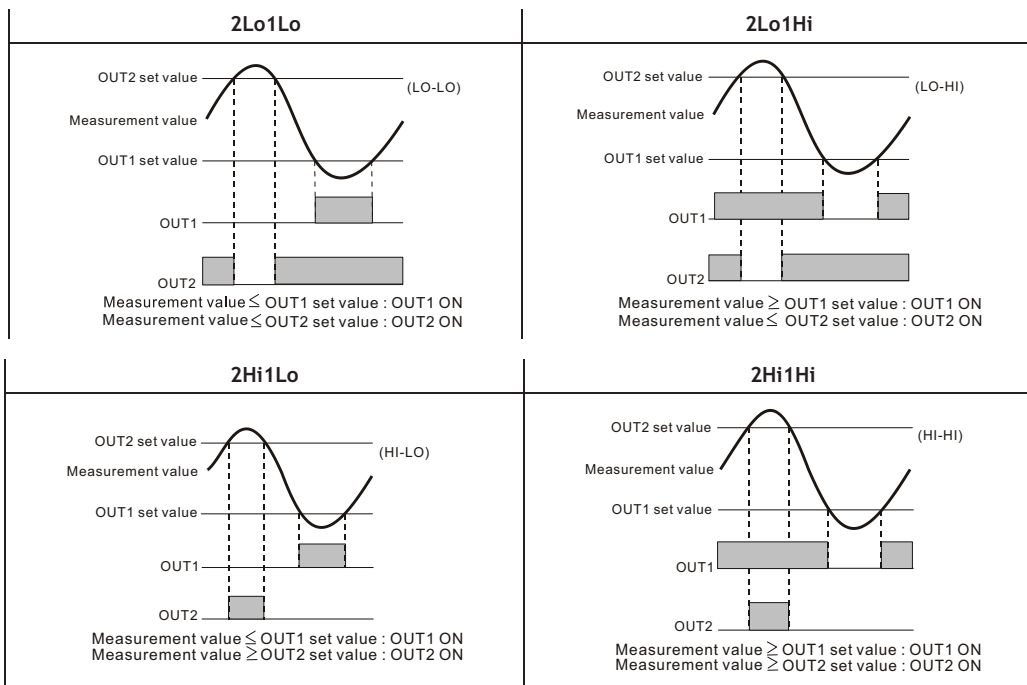 2Lo1Lo
OUT2 set value
(LO-LO)
Measurement value
OUT1 set value
OUT1
OUT2
Measurement value ≤ OUT1 set value : OUT1 ON
Measurement value ≤ OUT2 set value : OUT2 ON
2Lo1Hi
OUT2 set value
(LO-HI)
Measurement value
OUT1 set value
OUT1
OUT2
Measurement value ≥ OUT1 set value : OUT1 ON
Measurement value ≤ OUT2 set value : OUT2 ON
2Hi1Lo
OUT2 set value
(HI-LO)
Measurement value
OUT1 set value
OUT1
OUT2
Measurement value ≤ OUT1 set value : OUT1 ON
Measurement value ≥ OUT2 set value : OUT2 ON
2Hi1Hi
OUT2 set value
(HI-HI)
Measurement value
OUT1 set value
OUT1
OUT2
Measurement value ≥ OUT1 set value : OUT1 ON
Measurement value ≥ OUT2 set value : OUT2 ON